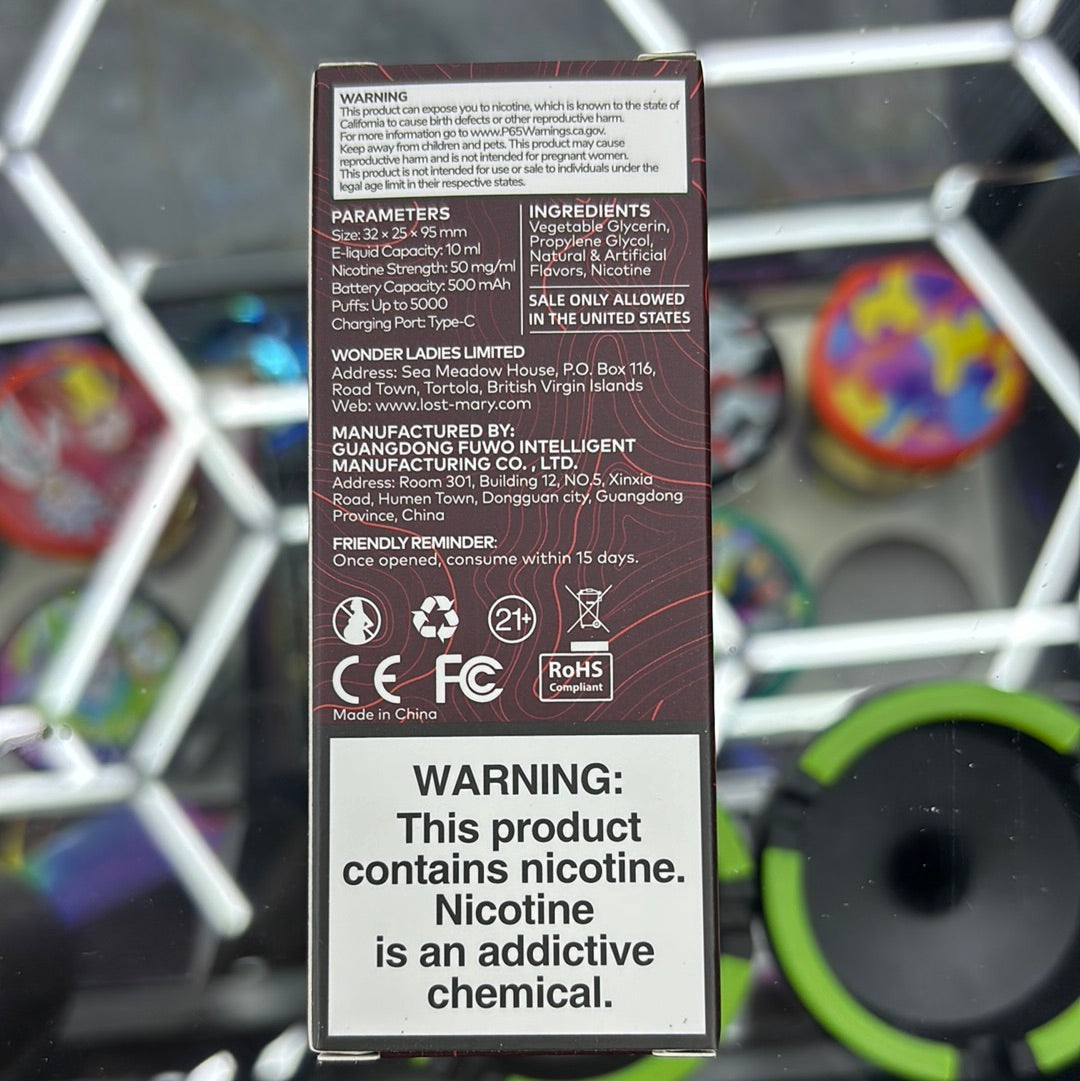 WARNING
This product can expose you to nicotine, which is known to the state of
California to cause birth defects or other reproductive harm.
For more information go to www.P65Warnings.ca.gov.
Keep away from children and pets. This product may cause
reproductive harm and is not intended for pregnant women.
This product is not intended for use or sale to individuals under the
legal age limit in their respective states.
PARAMETERS
Size: 32 × 25 × 95 mm
E-liquid Capacity: 10 ml
Nicotine Strength: 50 mg/ml
Battery Capacity: 500 mAh
Puffs: Up to 5000
Charging Port: Type-C
INGREDIENTS
Vegetable Glycerin,
Propylene Glycol,
Natural & Artificial
Flavors, Nicotine
SALE ONLY ALLOWED
IN THE UNITED STATES
WONDER LADIES LIMITED
Address: Sea Meadow House, P.O. Box 116,
Road Town, Tortola, British Virgin Islands
Web: www.lost-mary.com
MANUFACTURED BY:
GUANGDONG FUWO INTELLIGENT
MANUFACTURING CO. , LTD.
Address: Room 301, Building 12, NO.5, Xinxia
Road, Humen Town, Dongguan city, Guangdong
Province, China
FRIENDLY REMINDER:
Once opened, consume within 15 days.
21+
CE FC RoHS
Compliant
Made in China
WARNING:
This product
contains nicotine.
Nicotine
is an addictive
chemical.